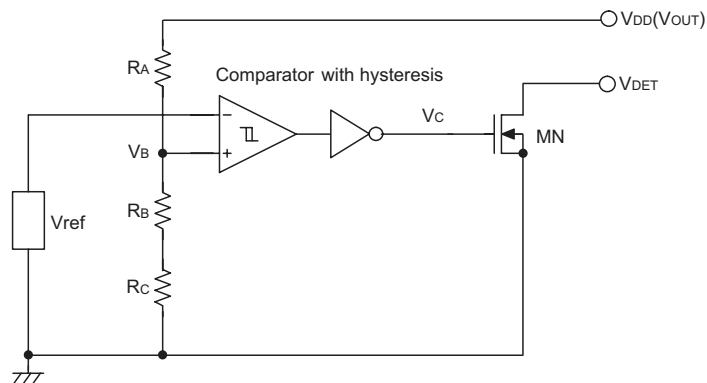 VDD(VOUT)
RA
Comparator with hysteresis
VDET
−
VC
VB
+
MN
RB
Vref
RC